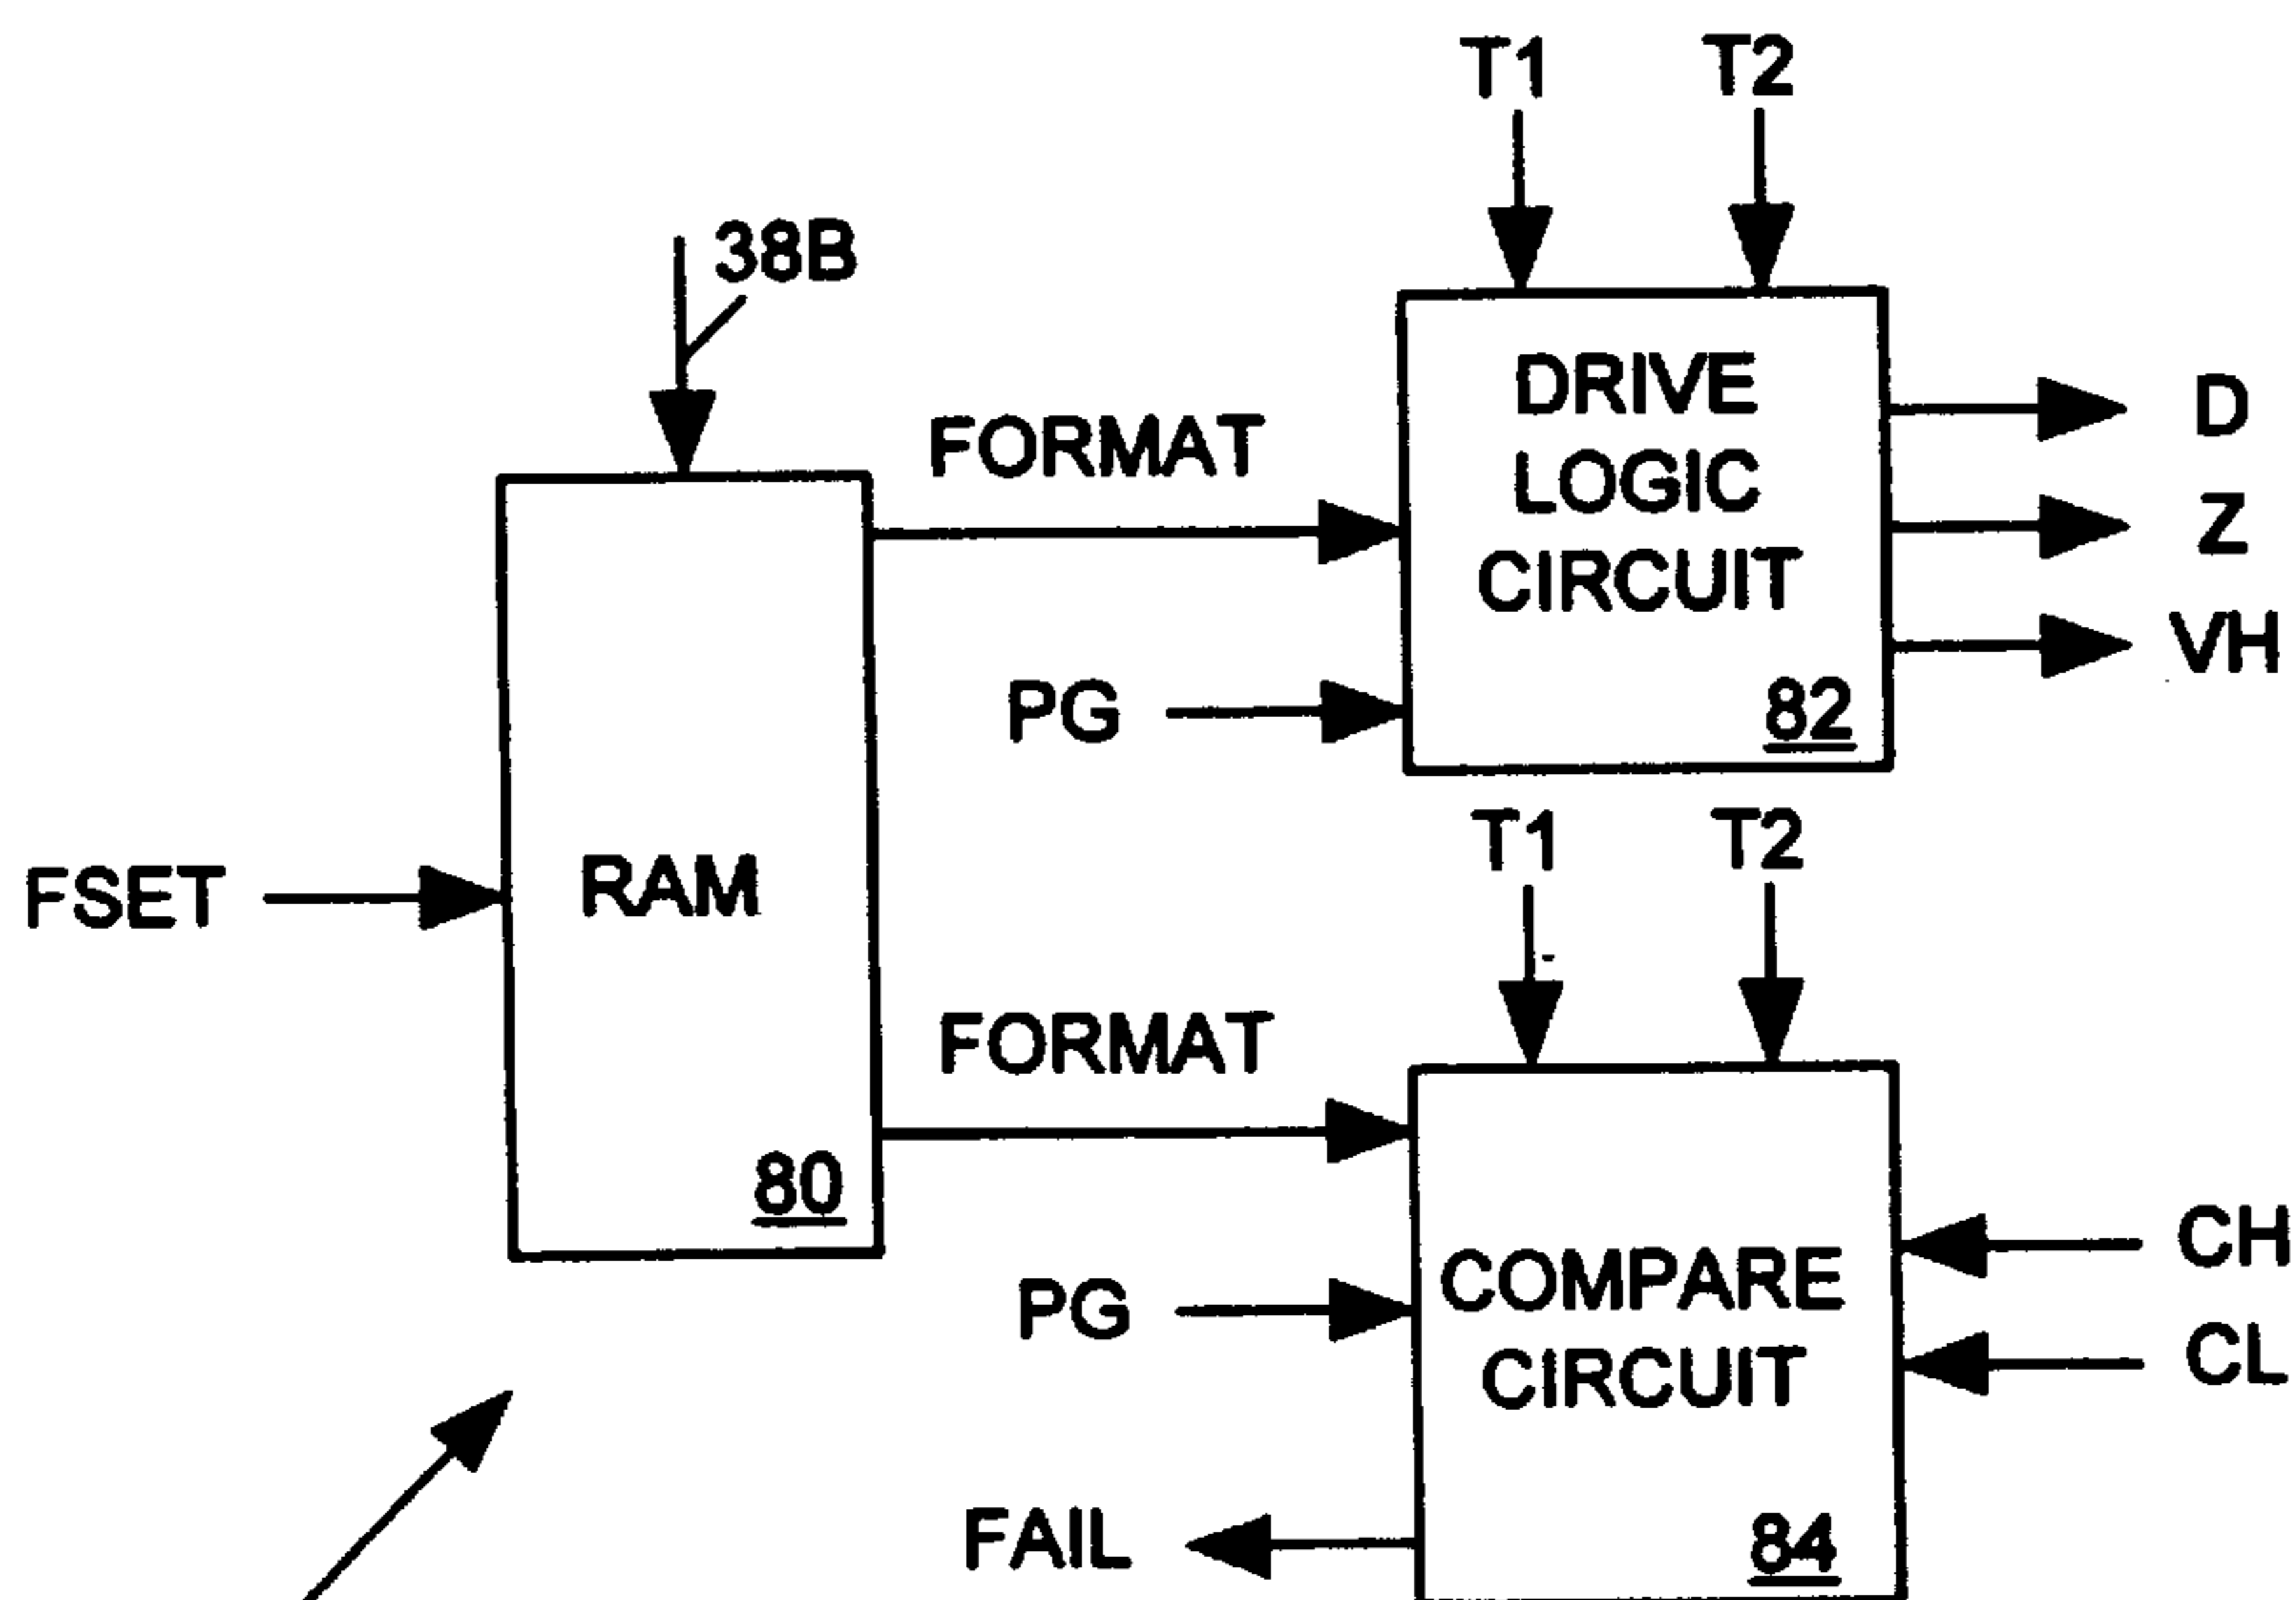 T1 T2
38B
DRIVE
LOGIC
CIRCUIT
82
FORMAT
PG
D
Z
VH
FSET
RAM
80
T1 T2
FORMAT
PG
COMPARE
CIRCUIT
84
CH
CL
FAIL